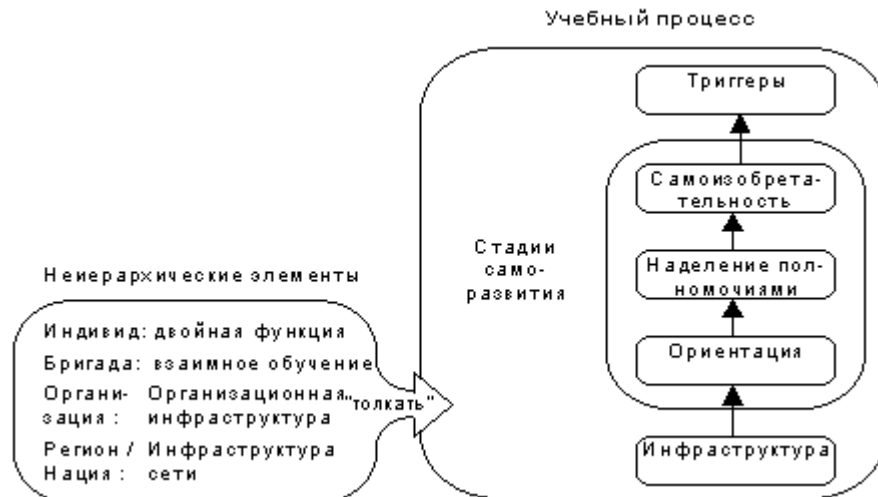 Учебный процесс
Триггеры
Самоизобрета-
тельность
Стадии
само-
развития
Наделение пол-
номочиями
Ориентация
Инфраструктура
Неиерархические элементы
Индивид: двойная функция
Бригада: взаимное обучение
Органи- Организационная
зация : инфраструктура
Регион / Инфраструктура
Нация : сети
"толкать"